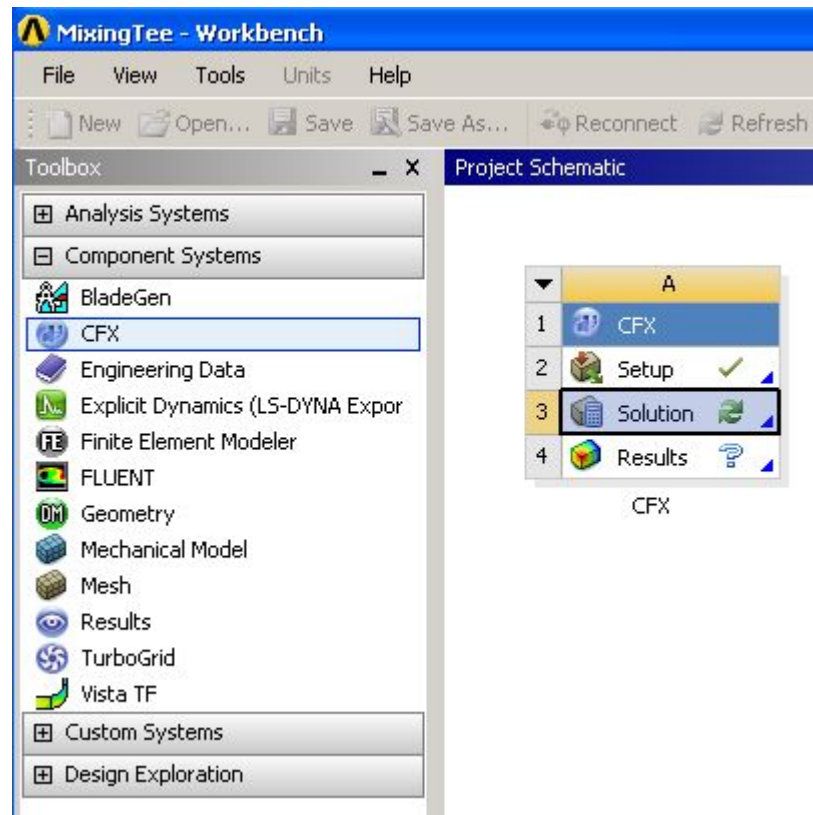 MixingTee - Workbench
File View Tools Units Help
New Open... Save Save As... Reconnect Refresh
Toolbox
Project Schematic
Analysis Systems
Component Systems
BladeGen
CFX
Engineering Data
Explicit Dynamics (LS-DYNA Expor
Finite Element Modeler
FLUENT
Geometry
Mechanical Model
Mesh
Results
TurboGrid
Vista TF
Custom Systems
Design Exploration
A
1 CFX
2 Setup
3 Solution
4 Results
CFX